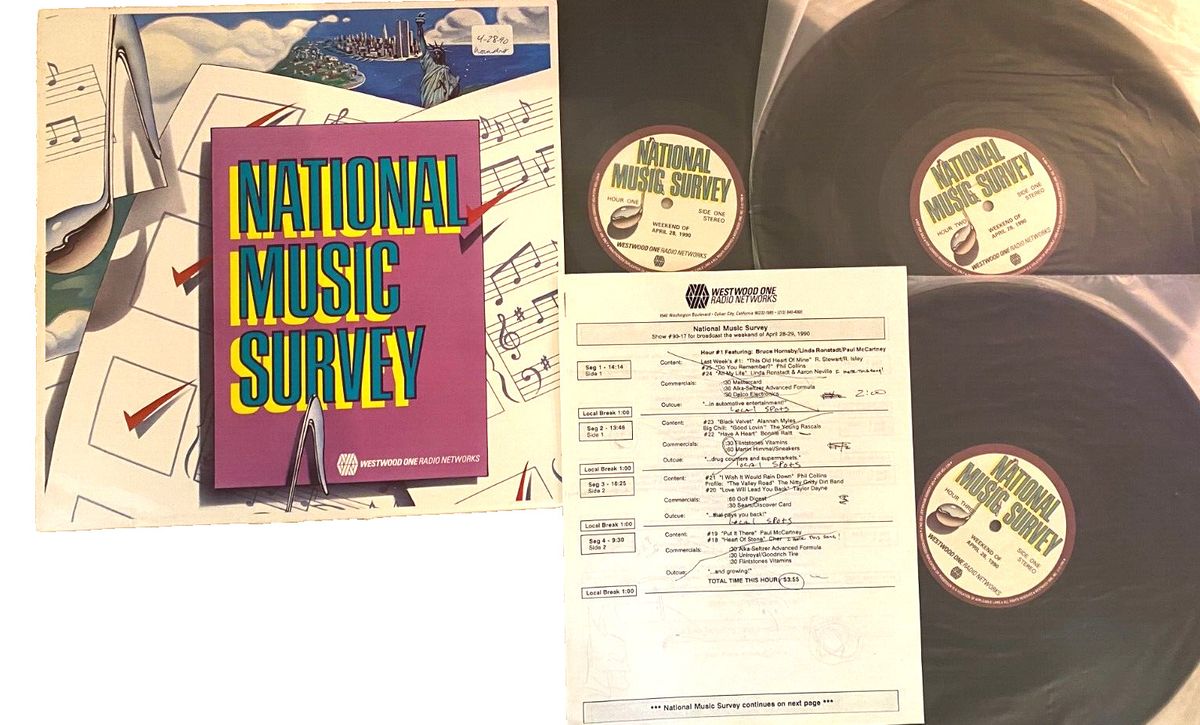 4-28-90
NATIONAL
MUSIC
SURVEY
WESTWOOD ONE RADIO NETWORKS
NATIONAL
MUSIC SURVEY
HOUR ONE
SIDE ONE
STEREO
WEEKEND OF
APRIL 28, 1990
WESTWOOD ONE RADIO NETWORKS
NATIONAL
MUSIC SURVEY
HOUR TWO
SIDE ONE
STEREO
WEEKEND OF
APRIL 28, 1990
WESTWOOD ONE RADIO NETWORKS
WESTWOOD ONE
RADIO NETWORKS
National Music Survey
Show #90-17 for broadcast the weekend of April 28-29, 1990
Hour #1 Featuring: Bruce Hornsby/Linda Ronstadt/Paul McCartney
Seg 1 - 14:14
Side 1
Content: Last Week's #1: "This Old Heart Of Mine" R. Stewart/R. Isley
#25 "Do You Remember?" Phil Collins
#24 "All My Life" Linda Ronstadt & Aaron Neville
Commercials: :30 Mastercard
:30 Alka-Seltzer Advanced Formula
:30 Delco Electronics
2:00
Outcue: "...in automotive entertainment!"
Local Spots
Local Break 1:00
Seg 2 - 13:46
Side 1
Content: #23 "Black Velvet" Alannah Myles
Big Chill: "Good Lovin'" The Young Rascals
#22 "Have A Heart" Bonnie Raitt
Commercials: :30 Flintstones Vitamins
:60 Martin Himmel/Sneakers
Outcue: "...drug counters and supermarkets."
Local Spots
Local Break 1:00
Seg 3 - 16:25
Side 2
Content: #21 "I Wish It Would Rain Down" Phil Collins
Profile: "The Valley Road" The Nitty Gritty Dirt Band
#20 "Love Will Lead You Back" Taylor Dayne
Commercials: :60 Golf Digest
:30 Sears/Discover Card
Outcue: "...that pays you back!"
Local Spots
Local Break 1:00
Seg 4 - 9:30
Side 2
Content: #19 "Put It There" Paul McCartney
#18 "Heart Of Stone" Cher
Commercials: :30 Alka-Seltzer Advanced Formula
:30 Uniroyal/Goodrich Tire
:30 Flintstones Vitamins
Outcue: "...and growing!"
TOTAL TIME THIS HOUR 53:55
Local Break 1:00
*** National Music Survey continues on next page ***
NATIONAL
MUSIC SURVEY
HOUR THREE
SIDE ONE
STEREO
WEEKEND OF
APRIL 28, 1990
WESTWOOD ONE RADIO NETWORKS